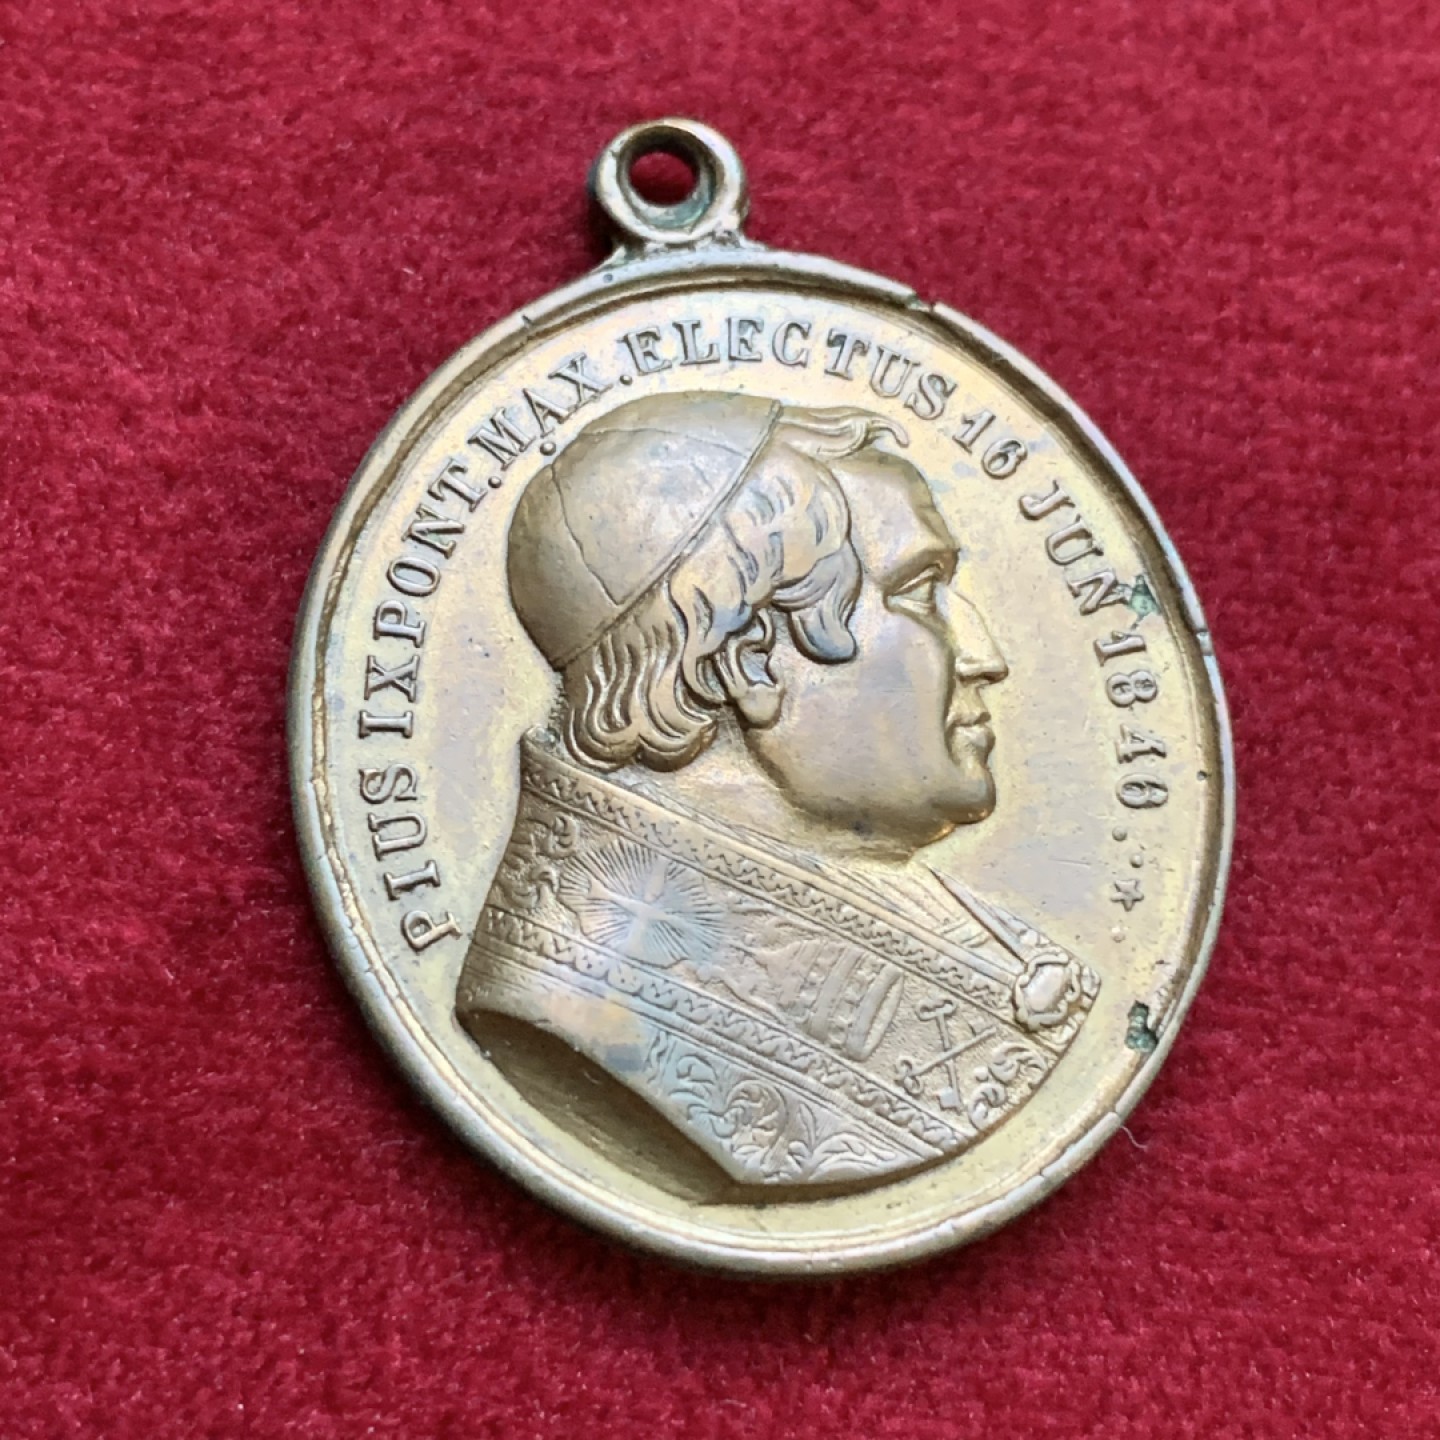 PIUS IX PONT. MAX. ELECTUS 16 JUN 1846.